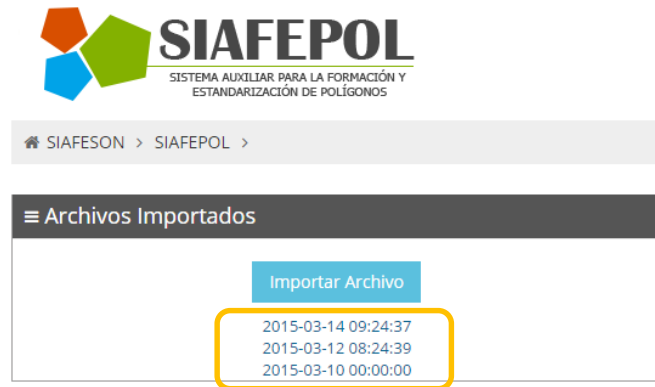 SIAFEPOL
SISTEMA AUXILIAR PARA LA FORMACIÓN Y
ESTANDARIZACIÓN DE POLÍGONOS
SIAFESON > SIAFEPOL >
≡ Archivos Importados
Importar Archivo
2015-03-14 09:24:37
2015-03-12 08:24:39
2015-03-10 00:00:00